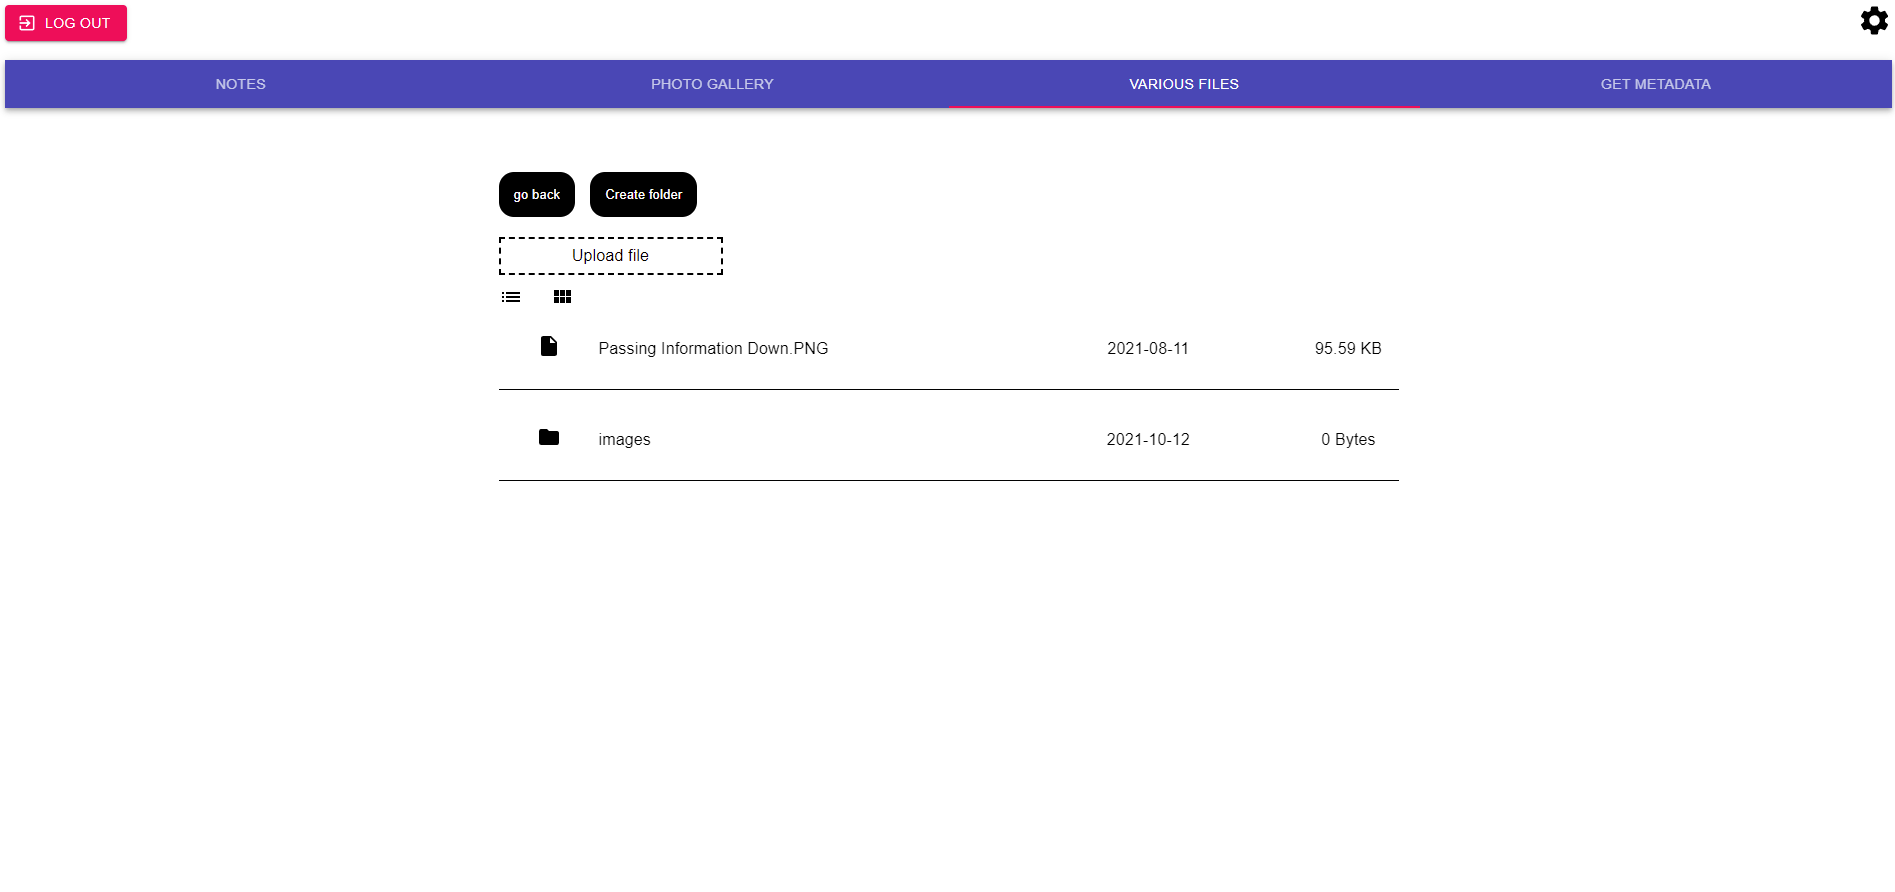 LOG OUT
NOTES PHOTO GALLERY VARIOUS FILES GET METADATA
go back Create folder
Upload file
Passing Information Down.PNG 2021-08-11 95.59 KB
images 2021-10-12 0 Bytes